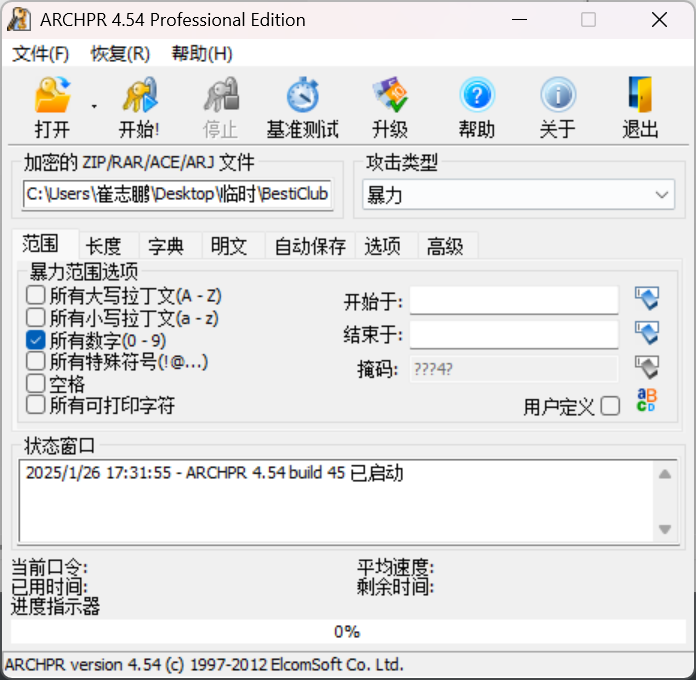 ARCHPR 4.54 Professional Edition
文件(F) 恢复(R) 帮助(H)
打开 开始! 停止 基准测试 升级 帮助 关于 退出
加密的 ZIP/RAR/ACE/ARJ 文件
C:\Users\崔志鹏\Desktop\临时\BestiClub
攻击类型
暴力
范围 长度 字典 明文 自动保存 选项 高级
暴力范围选项
所有大写拉丁文(A - Z)
所有小写拉丁文(a - z)
所有数字(0 - 9)
所有特殊符号(!@...)
空格
所有可打印字符
开始于:
结束于:
掩码: ???4?
用户定义
aB
CD
状态窗口
2025/1/26 17:31:55 - ARCHPR 4.54 build 45 已启动
当前口令:
平均速度:
已用时间:
剩余时间:
进度指示器
0%
ARCHPR version 4.54 (c) 1997-2012 ElcomSoft Co. Ltd.